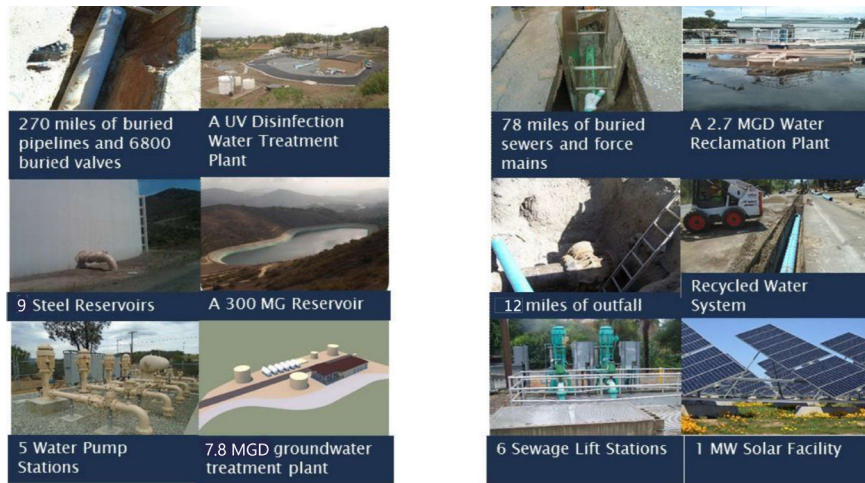 270 miles of buried
pipelines and 6800
buried valves
A UV Disinfection
Water Treatment
Plant
9 Steel Reservoirs
A 300 MG Reservoir
5 Water Pump
Stations
7.8 MGD groundwater
treatment plant
78 miles of buried
sewers and force
mains
A 2.7 MGD Water
Reclamation Plant
12 miles of outfall
Recycled Water
System
6 Sewage Lift Stations
1 MW Solar Facility